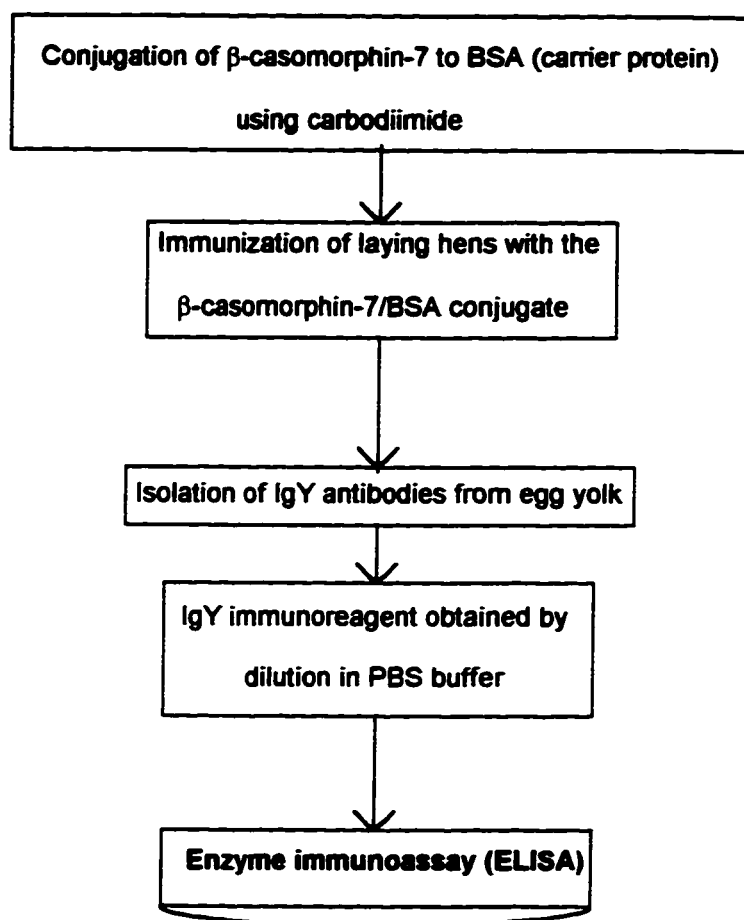 Conjugation of β-casomorphin-7 to BSA (carrier protein)
using carbodiimide
Immunization of laying hens with the
β-casomorphin-7/BSA conjugate
Isolation of IgY antibodies from egg yolk
IgY immunoreagent obtained by
dilution in PBS buffer
Enzyme immunoassay (ELISA)